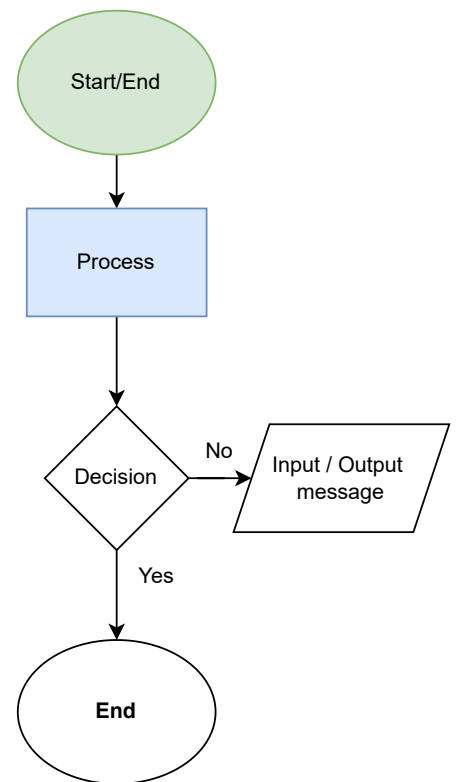 Start/End
Process
Decision
No
Input / Output
message
Yes
End